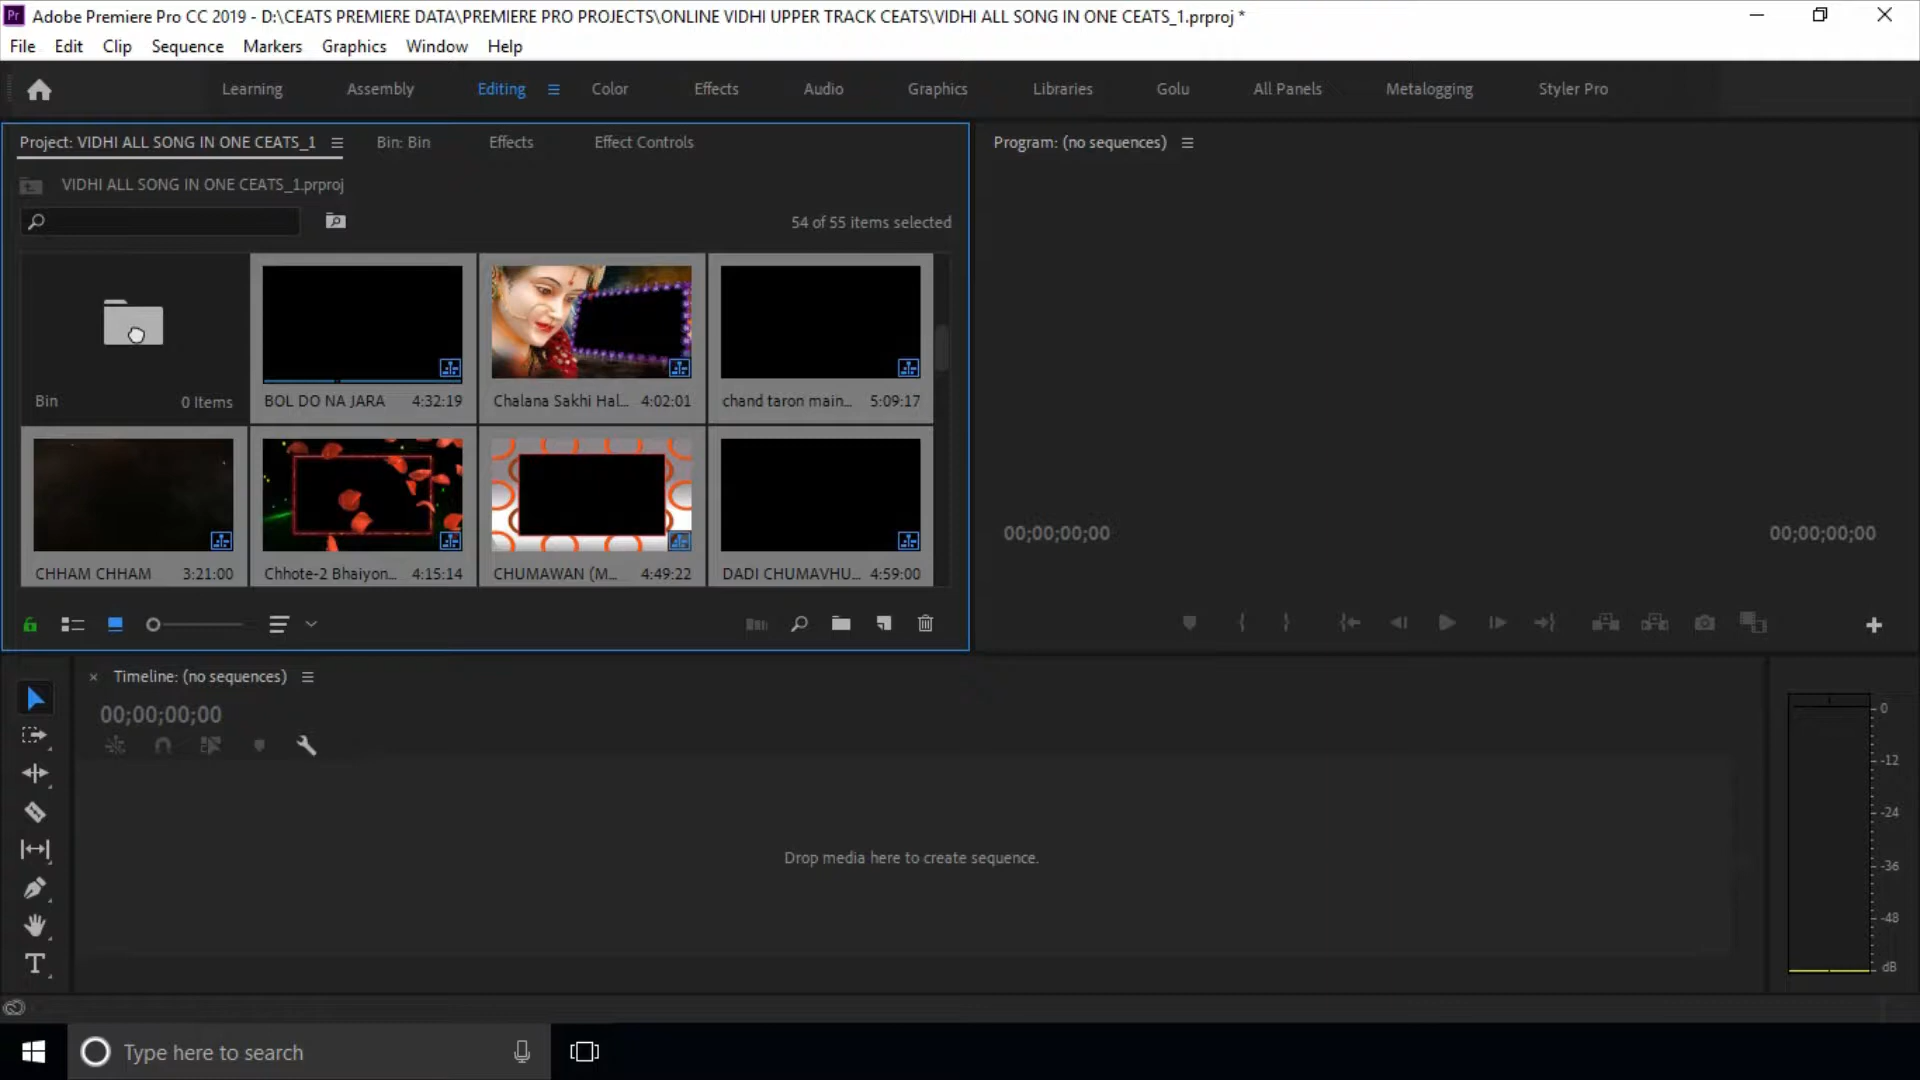 Adobe Premiere Pro CC 2019 - D:\CEATS PREMIERE DATA\PREMIERE PRO PROJECTS\ONLINE VIDHI UPPER TRACK CEATS\VIDHI ALL SONG IN ONE CEATS_1.prproj *
File Edit Clip Sequence Markers Graphics Window Help
Learning Assembly Editing Color Effects Audio Graphics Libraries Golu All Panels Metalogging Styler Pro
Project: VIDHI ALL SONG IN ONE CEATS_1 Bin: Bin Effects Effect Controls
Program: (no sequences)
VIDHI ALL SONG IN ONE CEATS_1.prproj
54 of 55 items selected
Bin 0 Items
BOL DO NA JARA 4:32:19
Chalana Sakhi Hal... 4:02:01
chand taron main... 5:09:17
CHHAM CHHAM 3:21:00
Chhote-2 Bhaiyon... 4:15:14
CHUMAWAN (M... 4:49:22
DADI CHUMAVHU... 4:59:00
00;00;00;00
00;00;00;00
Timeline: (no sequences)
00;00;00;00
Drop media here to create sequence.
0
-12
-24
-36
-48
dB
Type here to search